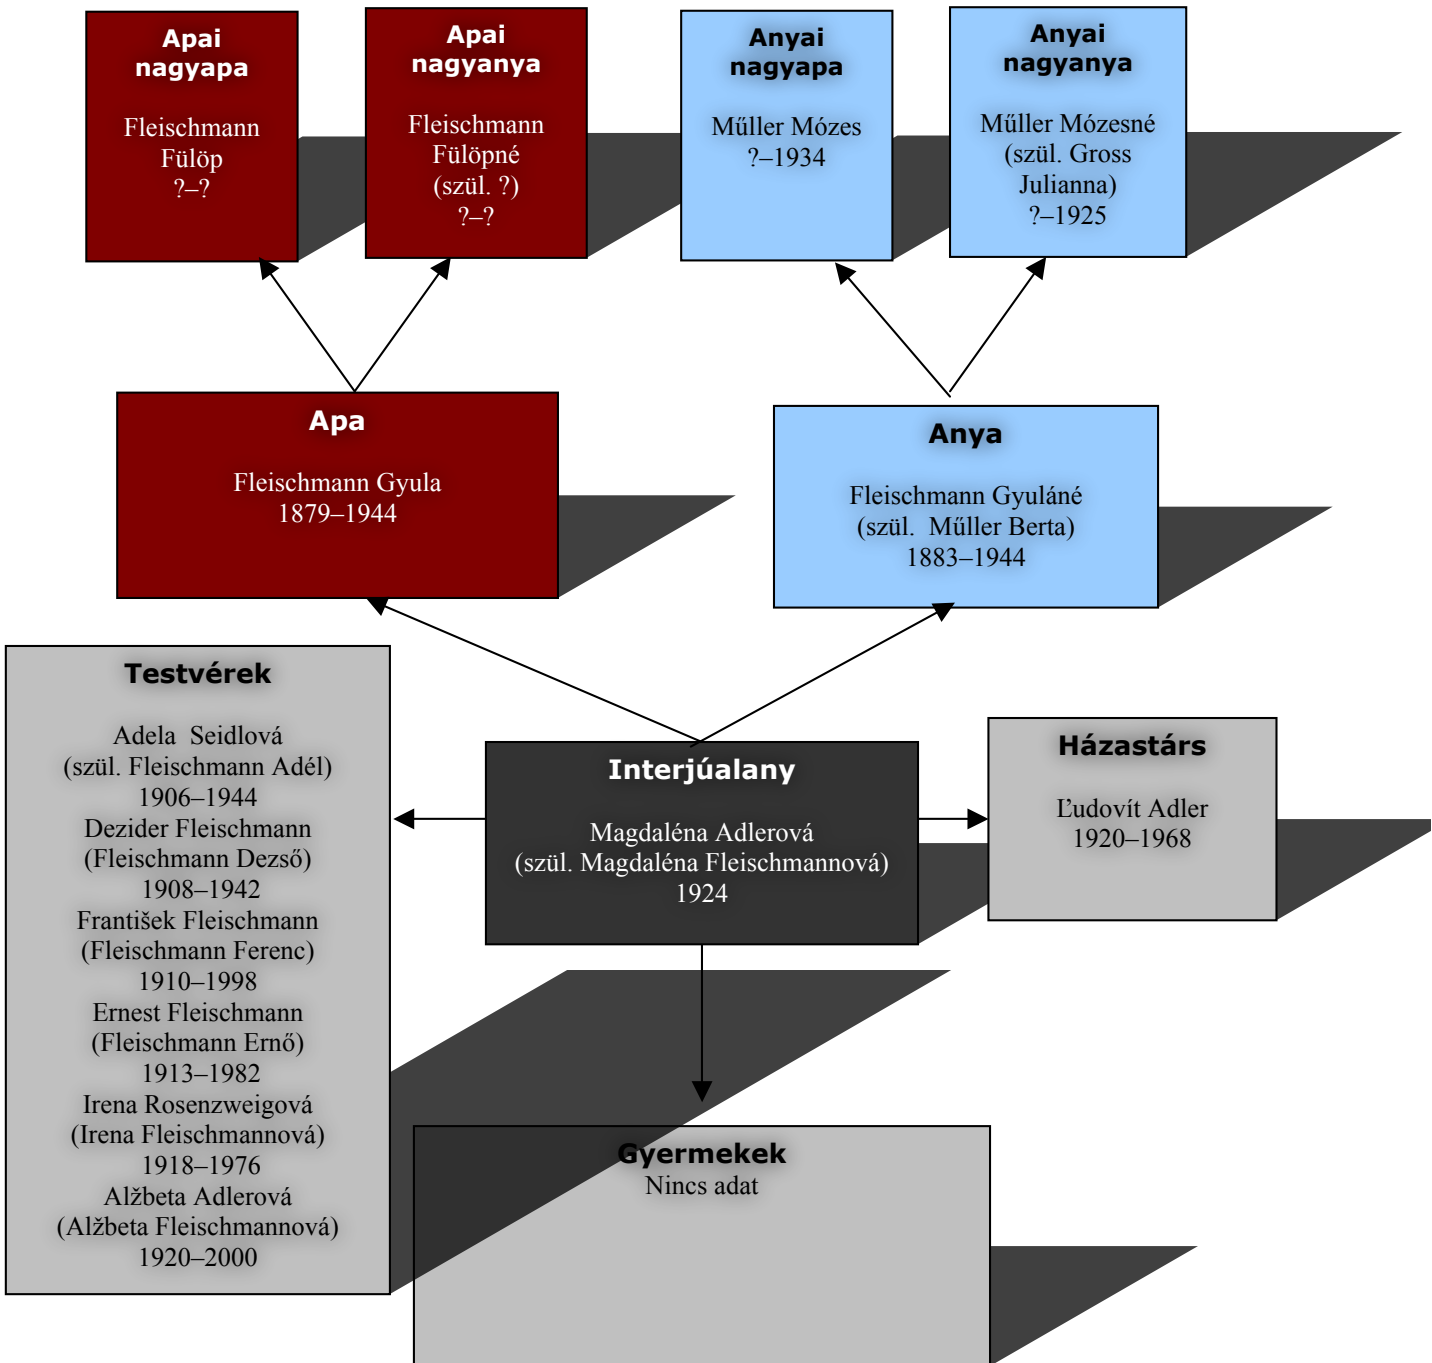 Apai
nagyapa
Fleischmann
Fülöp
?–?
Apai
nagyanya
Fleischmann
Fülöpné
(szül. ?)
?–?
Anyai
nagyapa
Műller Mózes
?–1934
Anyai
nagyanya
Műller Mózesné
(szül. Gross
Julianna)
?–1925
Apa
Fleischmann Gyula
1879–1944
Anya
Fleischmann Gyuláné
(szül. Műller Berta)
1883–1944
Testvérek
Adela Seidlová
(szül. Fleischmann Adél)
1906–1944
Dezider Fleischmann
(Fleischmann Dezső)
1908–1942
František Fleischmann
(Fleischmann Ferenc)
1910–1998
Ernest Fleischmann
(Fleischmann Ernő)
1913–1982
Irena Rosenzweigová
(Irena Fleischmannová)
1918–1976
Alžbeta Adlerová
(Alžbeta Fleischmannová)
1920–2000
Interjúalany
Magdaléna Adlerová
(szül. Magdaléna Fleischmannová)
1924
Házastárs
Ľudovít Adler
1920–1968
Gyermekek
Nincs adat